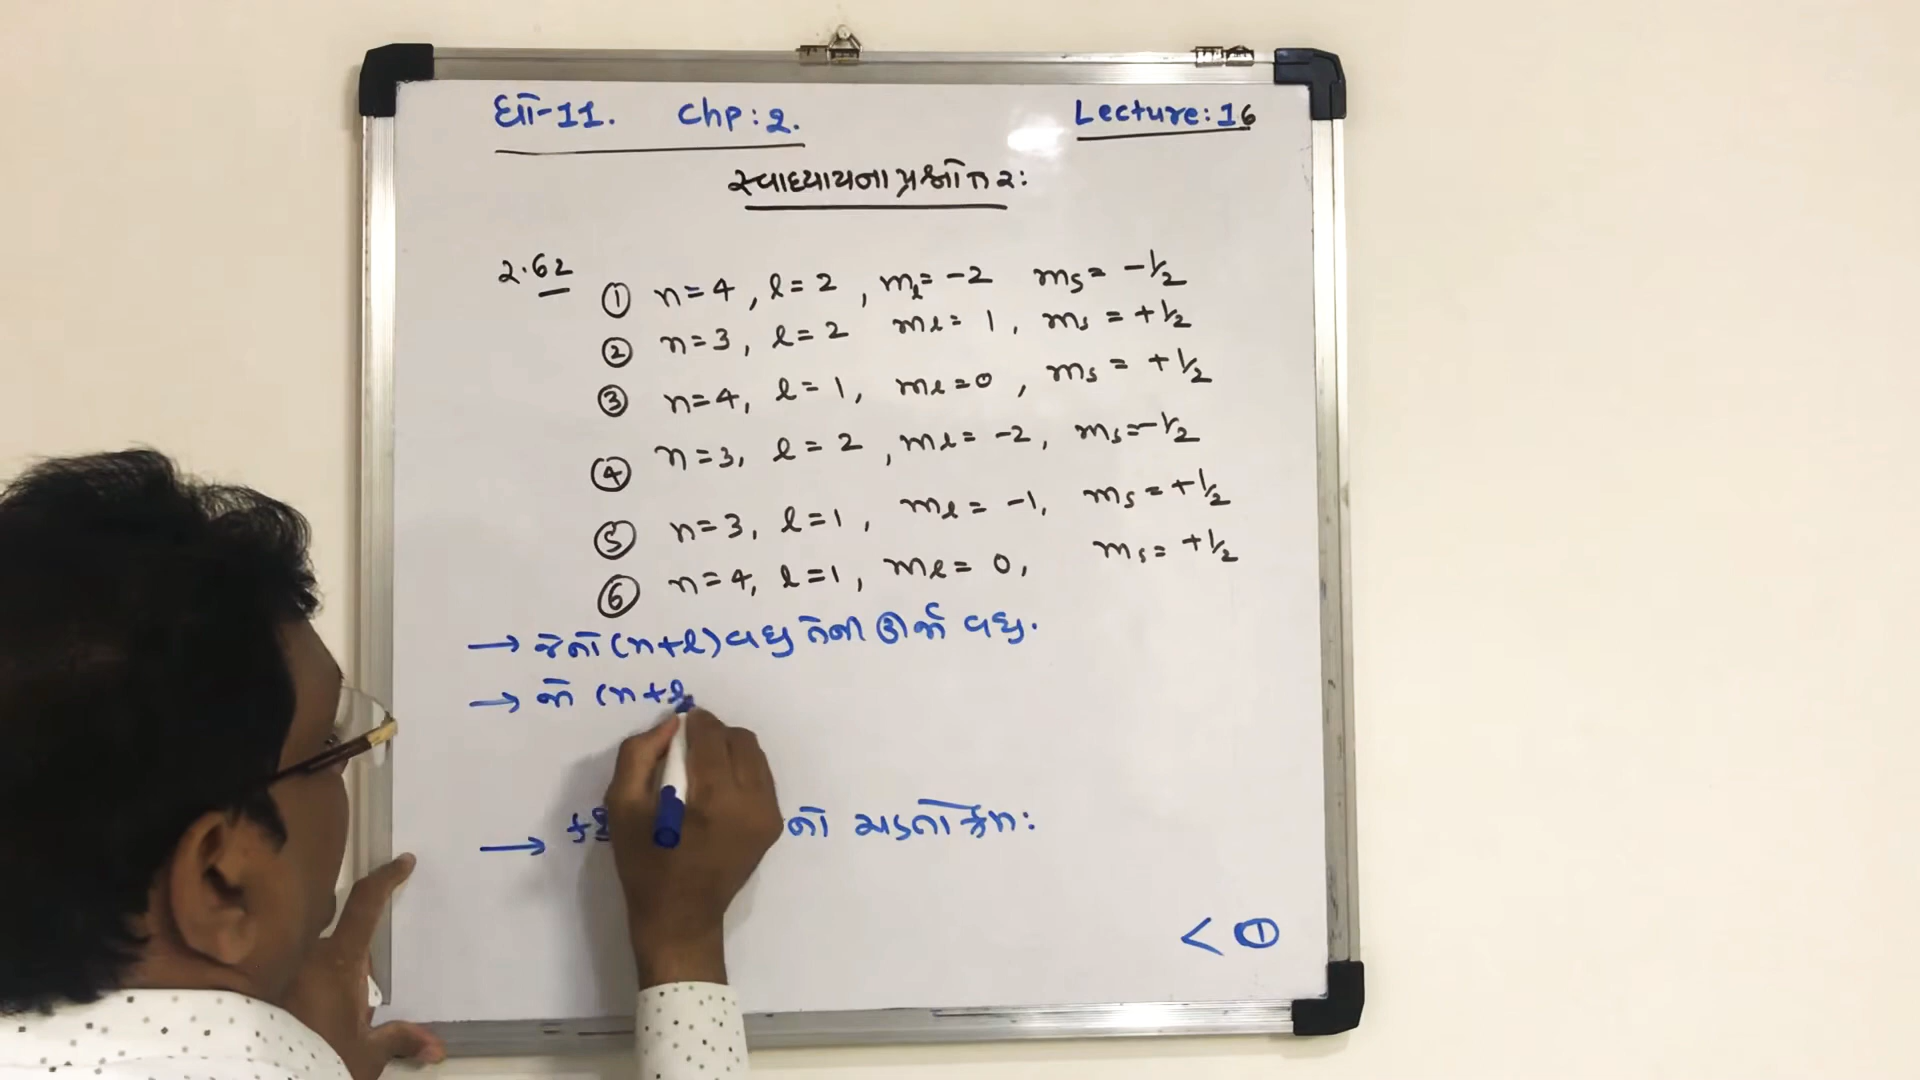 ધો-11. Chp: 2. Lecture: 16
સ્વાધ્યાયના પ્રશ્નોત્તર:
2.62
① n=4, l=2, ml= -2 ms= -1/2
② n=3, l=2 ml= 1, ms = +1/2
③ n=4, l=1, ml=0, ms = +1/2
④ n=3, l=2, ml= -2, ms=-1/2
⑤ n=3, l=1, ml= -1, ms=+1/2
⑥ n=4, l=1, ml= 0, ms= +1/2
→ જેનો (n+l) વધુ તેની ઊર્જા વધુ.
→ જો (n+l
→ નો ચડતો ક્રમ:
< ①